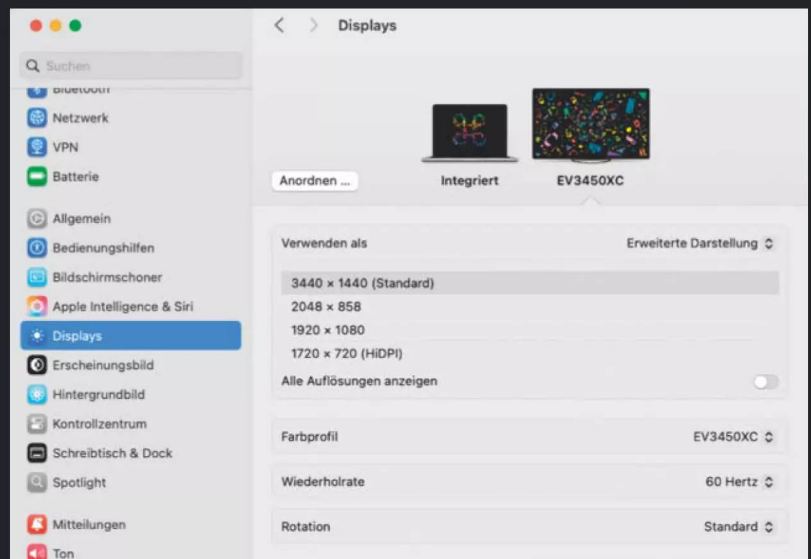 Displays
Suchen
Bluetooth
Netzwerk
VPN
Batterie
Allgemein
Bedienungshilfen
Bildschirmschoner
Apple Intelligence & Siri
Displays
Erscheinungsbild
Hintergrundbild
Kontrollzentrum
Schreibtisch & Dock
Spotlight
Mitteilungen
Ton
Anordnen ...
Integriert
EV3450XC
Verwenden als
Erweiterte Darstellung
3440 × 1440 (Standard)
2048 × 858
1920 × 1080
1720 × 720 (HiDPI)
Alle Auflösungen anzeigen
Farbprofil
EV3450XC
Wiederholrate
60 Hertz
Rotation
Standard